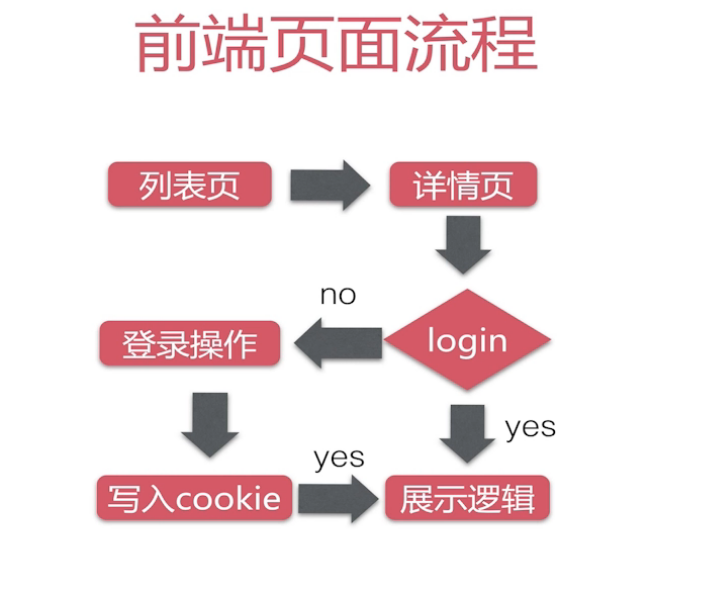 前端页面流程
列表页
详情页
no
登录操作
login
yes
yes
写入cookie
展示逻辑